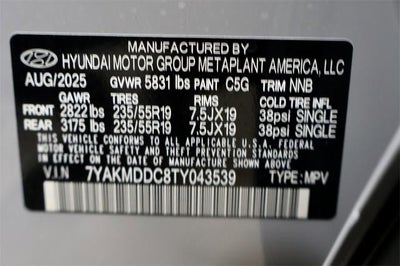 MANUFACTURED BY
HYUNDAI MOTOR GROUP METAPLANT AMERICA, LLC
AUG/2025 GVWR 5831 lbs PAINT C5G TRIM NNB
GAWR TIRES RIMS COLD TIRE INFL
FRONT 2822 lbs 235/55R19 7.5JX19 38psi SINGLE
REAR 3175 lbs 235/55R19 7.5JX19 38psi SINGLE
THIS VEHICLE CONFORMS TO ALL APPLICABLE U.S.A. FEDERAL
MOTOR VEHICLE SAFETY STANDARDS IN EFFECT ON
THE DATE OF MANUFACTURE SHOWN ABOVE.
V.I.N 7YAKMDDC8TY043539 TYPE: MPV